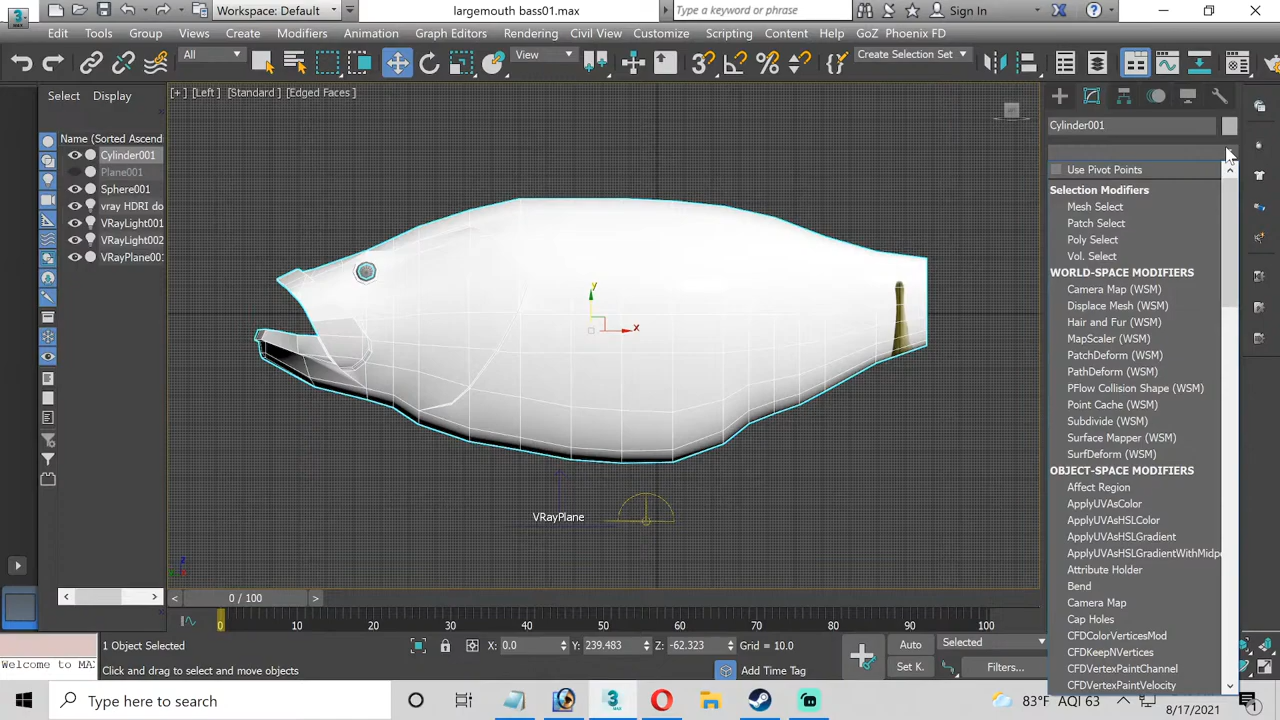 Workspace: Default
largemouth bass01.max
Type a keyword or phrase
Sign In
Edit Tools Group Views Create Modifiers Animation Graph Editors Rendering Civil View Customize Scripting Content Help GoZ Phoenix FD
All
View
Create Selection Set
Select Display
[+] [Left] [Standard] [Edged Faces]
Name (Sorted Ascend
Cylinder001
Plane001
Sphere001
vray HDRI do
VRayLight001
VRayLight002
VRayPlane001
y
x
VRayPlane
z
Cylinder001
Use Pivot Points
Selection Modifiers
Mesh Select
Patch Select
Poly Select
Vol. Select
WORLD-SPACE MODIFIERS
Camera Map (WSM)
Displace Mesh (WSM)
Hair and Fur (WSM)
MapScaler (WSM)
PatchDeform (WSM)
PathDeform (WSM)
PFlow Collision Shape (WSM)
Point Cache (WSM)
Subdivide (WSM)
Surface Mapper (WSM)
SurfDeform (WSM)
OBJECT-SPACE MODIFIERS
Affect Region
ApplyUVAsColor
ApplyUVAsHSLColor
ApplyUVAsHSLGradient
ApplyUVAsHSLGradientWithMidpo
Attribute Holder
Bend
Camera Map
Cap Holes
CFDColorVerticesMod
CFDKeepNVertices
CFDVertexPaintChannel
CFDVertexPaintVelocity
< 0 / 100 >
0 10 20 30 40 50 60 70 80 90 100
1 Object Selected
X: 0.0 Y: 239.483 Z: -62.323 Grid = 10.0
Auto Selected
Welcome to MAX
Click and drag to select and move objects
Add Time Tag
Set K. Filters...
Type here to search
83°F AQI 63
8/17/2021